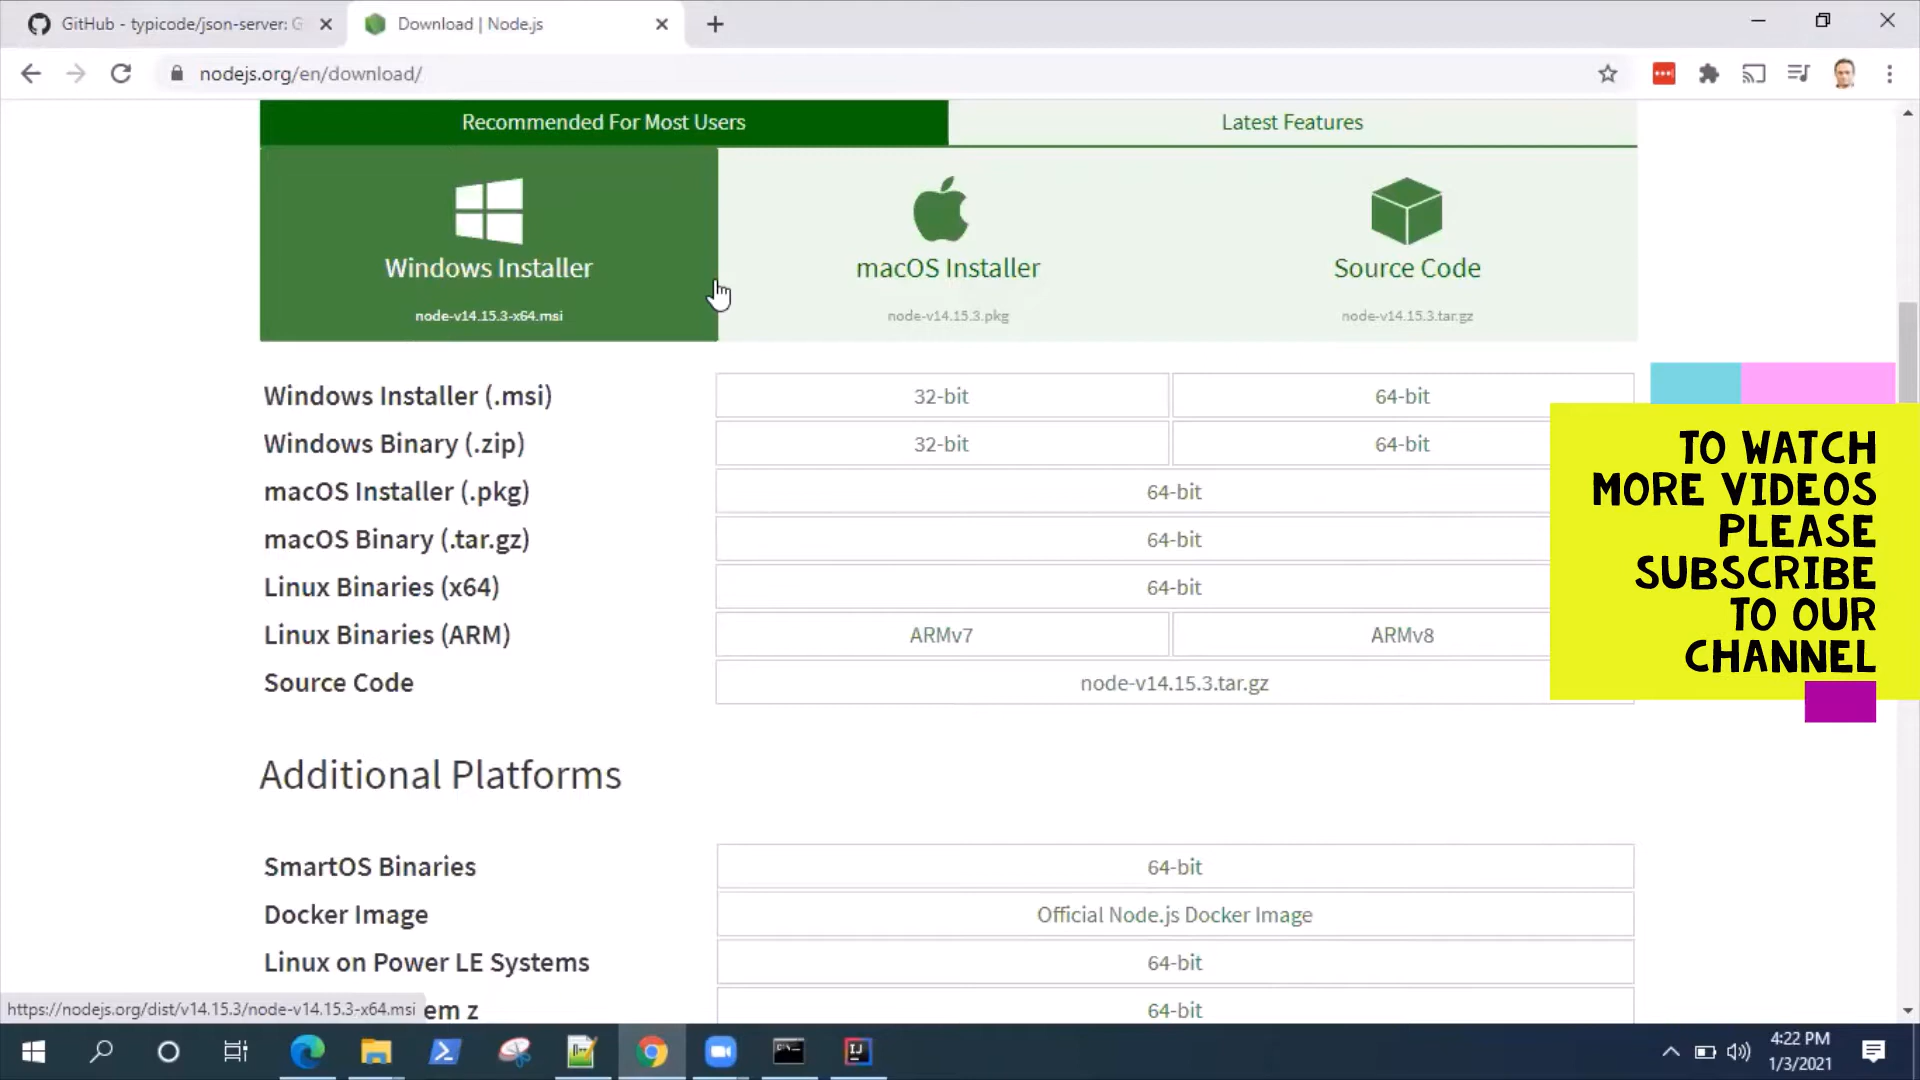 GitHub - typicode/json-server: G
Download | Node.js
nodejs.org/en/download/
Recommended For Most Users
Latest Features
Windows Installer
macOS Installer
Source Code
node-v14.15.3-x64.msi
node-v14.15.3.pkg
node-v14.15.3.tar.gz
Windows Installer (.msi)
32-bit
64-bit
Windows Binary (.zip)
32-bit
64-bit
macOS Installer (.pkg)
64-bit
macOS Binary (.tar.gz)
64-bit
Linux Binaries (x64)
64-bit
Linux Binaries (ARM)
ARMv7
ARMv8
Source Code
node-v14.15.3.tar.gz
TO WATCH
MORE VIDEOS
PLEASE
SUBSCRIBE
TO OUR
CHANNEL
Additional Platforms
SmartOS Binaries
64-bit
Docker Image
Official Node.js Docker Image
Linux on Power LE Systems
64-bit
em z
64-bit
https://nodejs.org/dist/v14.15.3/node-v14.15.3-x64.msi
IJ
4:22 PM
1/3/2021